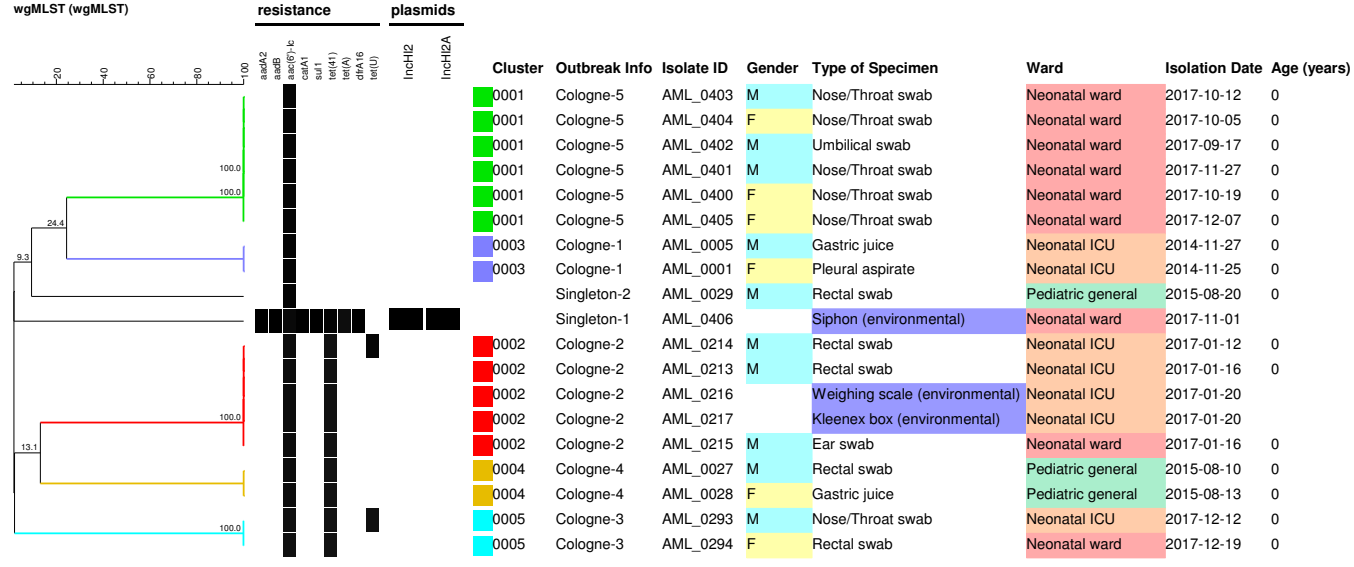 wgMLST (wgMLST)
resistance plasmids
aadA2 aadB aac(6')-Ic catA1 sul1 tet(41) tet(A) dfrA16 tet(U) IncHI2 IncHI2A
20 40 60 80 100
Cluster Outbreak Info Isolate ID Gender Type of Specimen Ward Isolation Date Age (years)
0001 Cologne-5 AML_0403 M Nose/Throat swab Neonatal ward 2017-10-12 0
0001 Cologne-5 AML_0404 F Nose/Throat swab Neonatal ward 2017-10-05 0
0001 Cologne-5 AML_0402 M Umbilical swab Neonatal ward 2017-09-17 0
100.0 0001 Cologne-5 AML_0401 M Nose/Throat swab Neonatal ward 2017-11-27 0
100.0 0001 Cologne-5 AML_0400 F Nose/Throat swab Neonatal ward 2017-10-19 0
24.4 0001 Cologne-5 AML_0405 F Nose/Throat swab Neonatal ward 2017-12-07 0
0003 Cologne-1 AML_0005 M Gastric juice Neonatal ICU 2014-11-27 0
9.3 0003 Cologne-1 AML_0001 F Pleural aspirate Neonatal ICU 2014-11-25 0
Singleton-2 AML_0029 M Rectal swab Pediatric general 2015-08-20 0
Singleton-1 AML_0406 Siphon (environmental) Neonatal ward 2017-11-01
0002 Cologne-2 AML_0214 M Rectal swab Neonatal ICU 2017-01-12 0
0002 Cologne-2 AML_0213 M Rectal swab Neonatal ICU 2017-01-16 0
0002 Cologne-2 AML_0216 Weighing scale (environmental) Neonatal ICU 2017-01-20
100.0 0002 Cologne-2 AML_0217 Kleenex box (environmental) Neonatal ICU 2017-01-20
13.1 0002 Cologne-2 AML_0215 M Ear swab Neonatal ward 2017-01-16 0
0004 Cologne-4 AML_0027 M Rectal swab Pediatric general 2015-08-10 0
0004 Cologne-4 AML_0028 F Gastric juice Pediatric general 2015-08-13 0
100.0 0005 Cologne-3 AML_0293 M Nose/Throat swab Neonatal ICU 2017-12-12 0
0005 Cologne-3 AML_0294 F Rectal swab Neonatal ward 2017-12-19 0